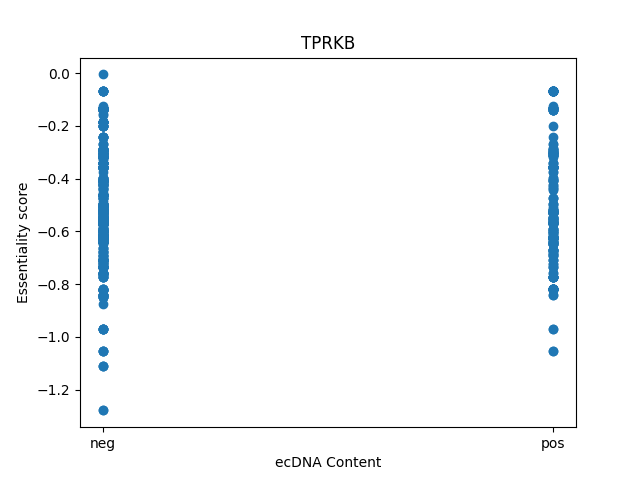 TPRKB
Essentiality score
0.0
−0.2
−0.4
−0.6
−0.8
−1.0
−1.2
neg
pos
ecDNA Content